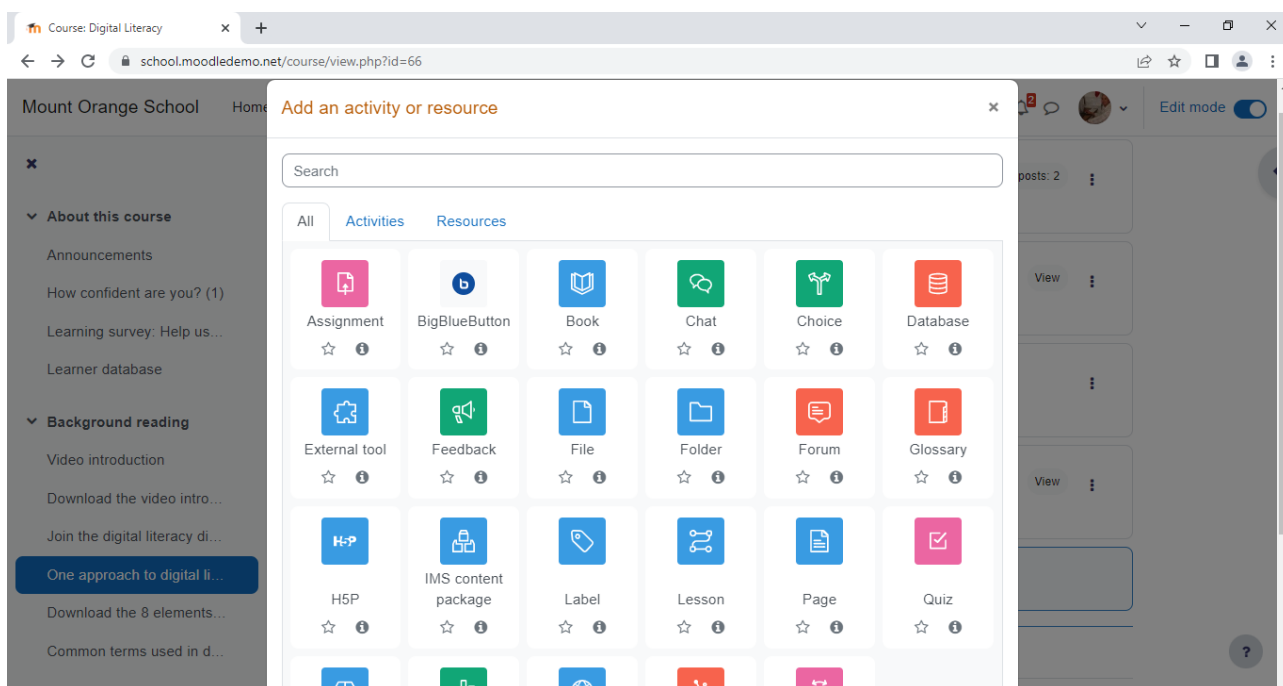 Course: Digital Literacy
school.moodledemo.net/course/view.php?id=66
Mount Orange School Home
Add an activity or resource
2
Edit mode
Search
All Activities Resources
Assignment BigBlueButton Book Chat Choice Database
External tool Feedback File Folder Forum Glossary
H5P
H5P IMS content package Label Lesson Page Quiz
About this course
Announcements
How confident are you? (1)
Learning survey: Help us...
Learner database
Background reading
Video introduction
Download the video intro...
Join the digital literacy di...
One approach to digital li...
Download the 8 elements...
Common terms used in d...
posts: 2
View
View
?